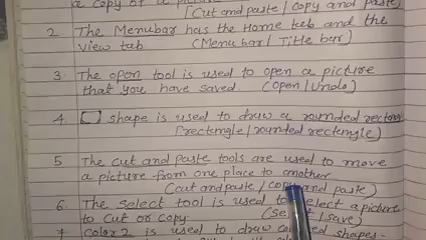 a copy of a
(Cut and paste / Copy and paste)
2 The Menubar has the Home tab and the
view tab (Menu bar / Title bar)
3 The open tool is used to open a picture
that you have saved (Open / Undo)
4. shape is used to draw a rounded rectang
(rectangle / rounded rectangle)
5 The cut and paste tools are used to move
a picture from one place to another
(cut and paste / copy and paste)
6. The select tool is used to select a picture
to cut or copy (Select / Save)
7 Color 2 is used to draw coloured shapes-